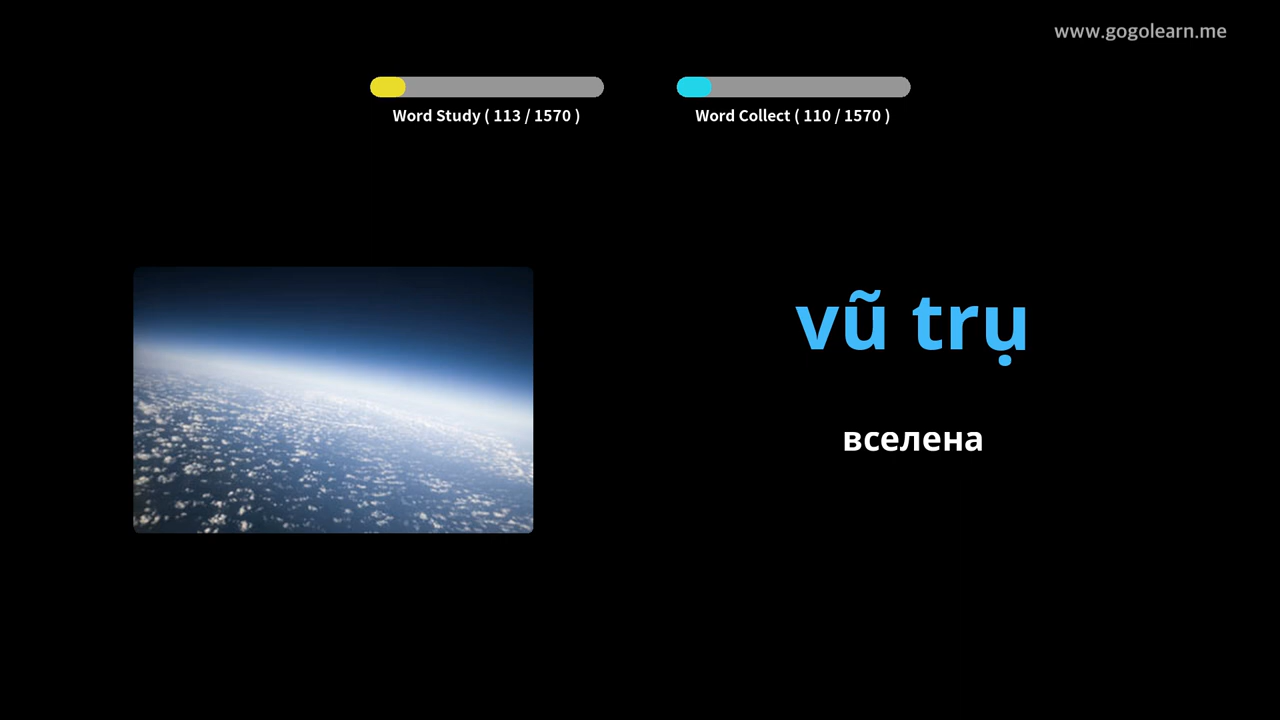 www.gogolearn.me
Word Study ( 113 / 1570 )
Word Collect ( 110 / 1570 )
vũ trụ
вселена